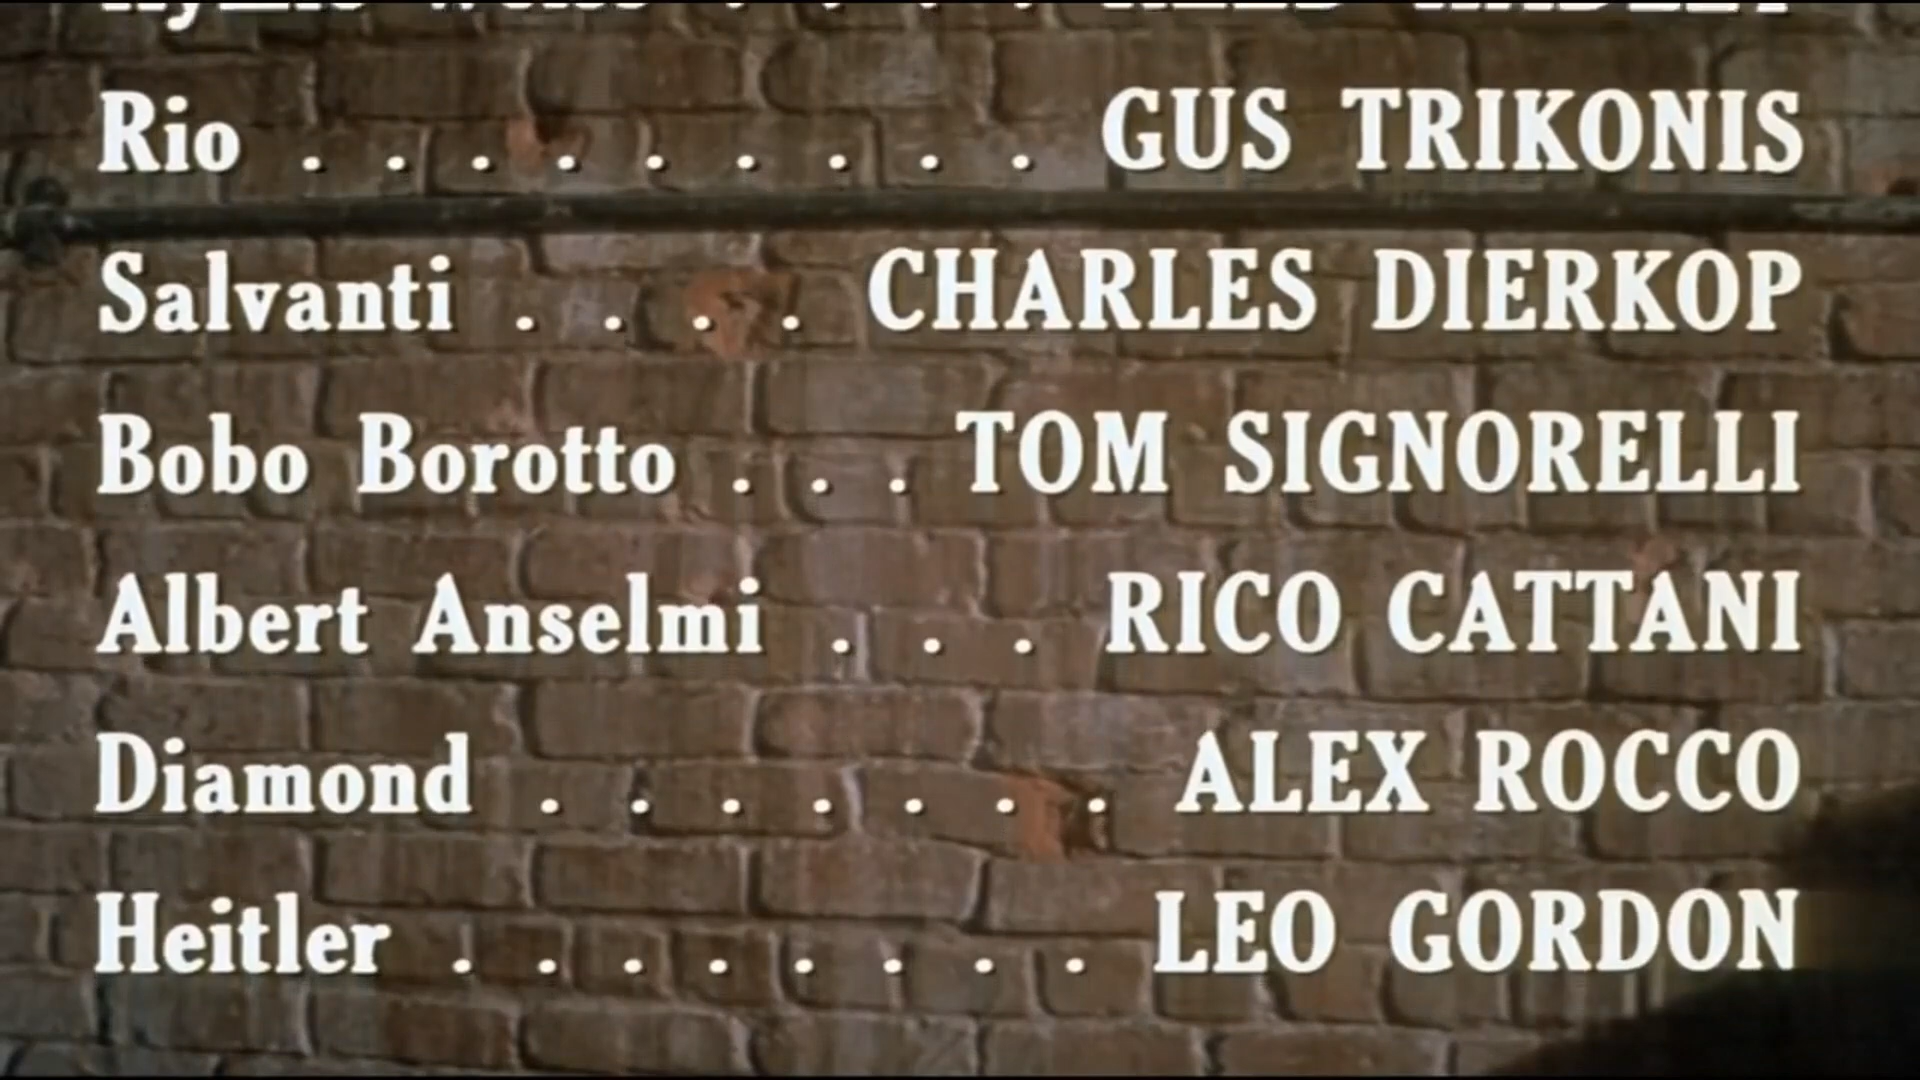 Rio . . . . . . . . . GUS TRIKONIS
Salvanti . . . . CHARLES DIERKOP
Bobo Borotto . . . TOM SIGNORELLI
Albert Anselmi . . . RICO CATTANI
Diamond . . . . . . . ALEX ROCCO
Heitler . . . . . . . . LEO GORDON